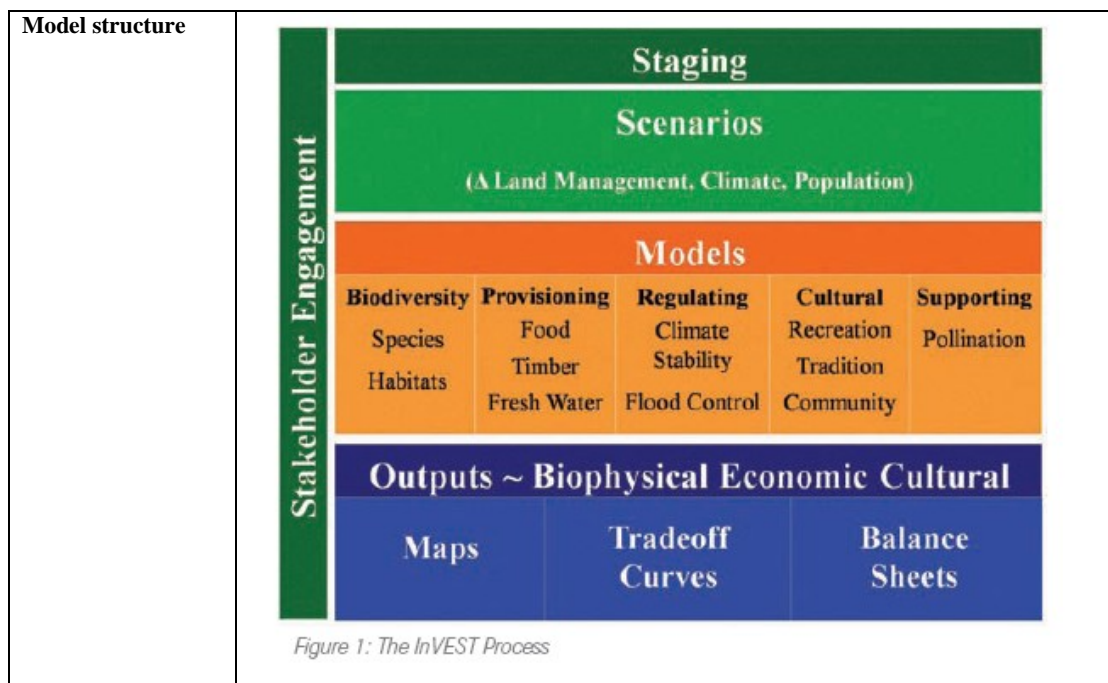 Model structure
Stakeholder Engagement
Staging
Scenarios
(Δ Land Management, Climate, Population)
Models
Biodiversity
Species
Habitats
Provisioning
Food
Timber
Fresh Water
Regulating
Climate
Stability
Flood Control
Cultural
Recreation
Tradition
Community
Supporting
Pollination
Outputs ~ Biophysical Economic Cultural
Maps
Tradeoff
Curves
Balance
Sheets
Figure 1: The InVEST Process